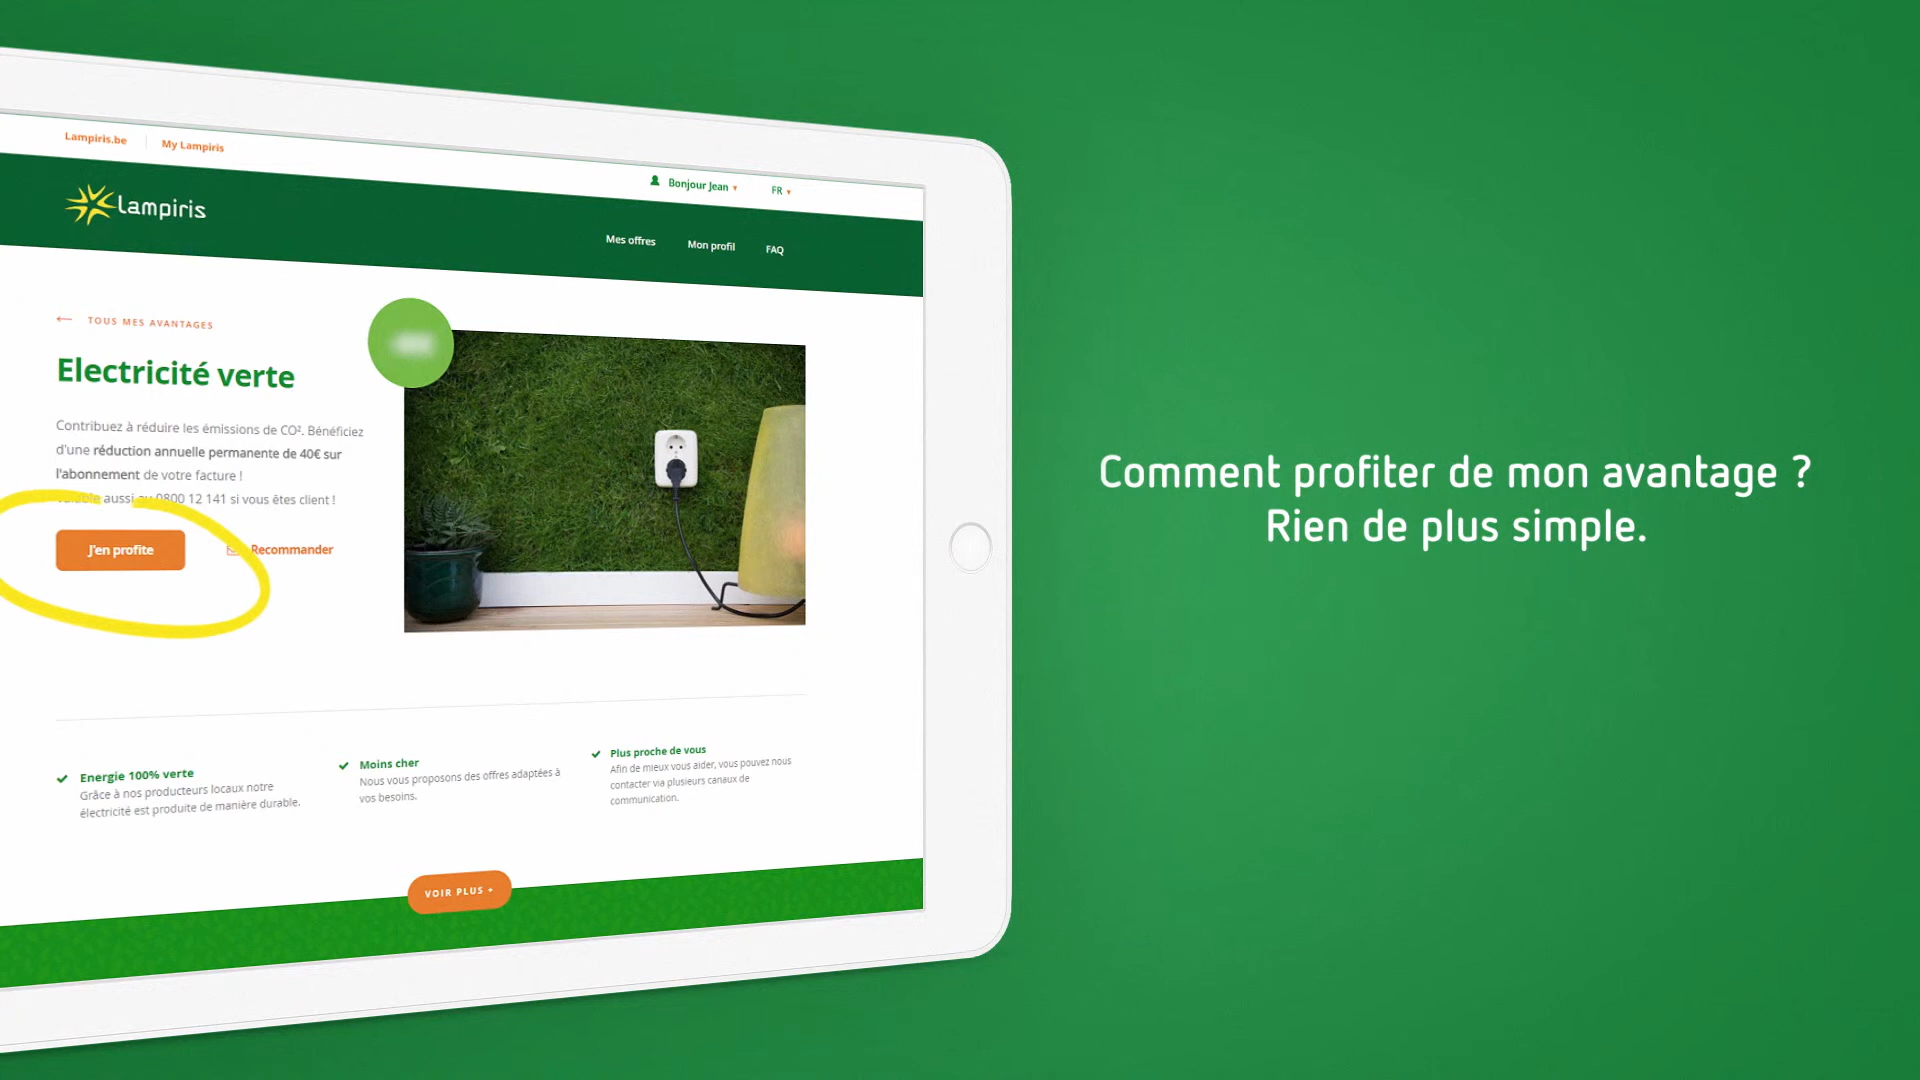 Lampiris.be
My Lampiris
Bonjour Jean
FR
Lampiris
Mes offres
Mon profil
FAQ
TOUS MES AVANTAGES
Electricité verte
Contribuez à réduire les émissions de CO². Bénéficiez
d'une réduction annuelle permanente de 40€ sur
l'abonnement de votre facture !
Valable aussi au 0800 12 141 si vous êtes client !
J'en profite
Recommander
Energie 100% verte
Grâce à nos producteurs locaux notre
électricité est produite de manière durable.
Moins cher
Nous vous proposons des offres adaptées à
vos besoins.
Plus proche de vous
Afin de mieux vous aider, vous pouvez nous
contacter via plusieurs canaux de
communication.
VOIR PLUS +
Comment profiter de mon avantage ?
Rien de plus simple.